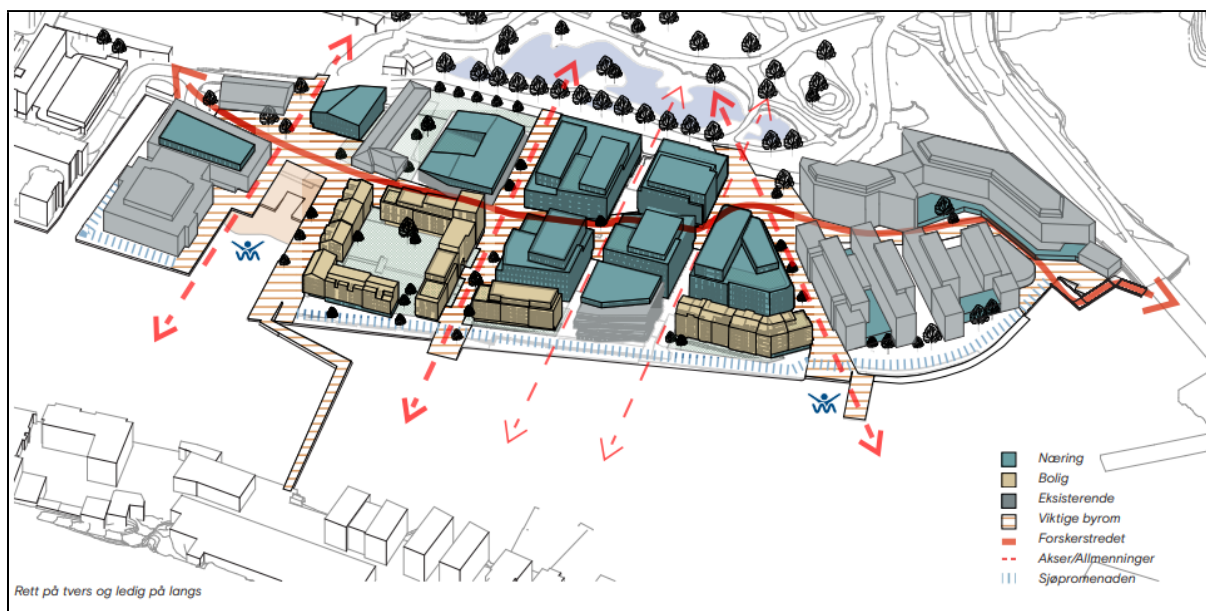 Næring
Bolig
Eksisterende
Viktige byrom
Forskerstredet
Akser/Allmenninger
Sjøpromenaden
Rett på tvers og ledig på langs